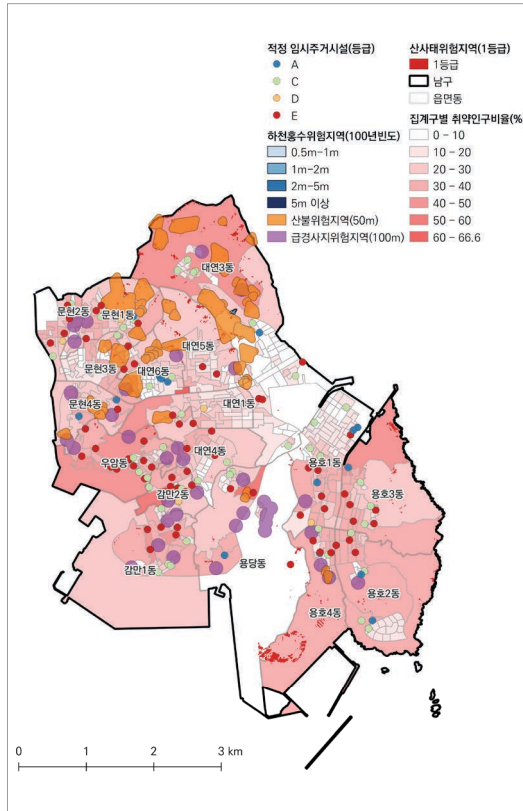 적정 임시주거시설(등급)
A
C
D
E
하천홍수위험지역(100년빈도)
0.5m-1m
1m-2m
2m-5m
5m 이상
산불위험지역(50m)
급경사지위험지역(100m)
산사태위험지역(1등급)
1등급
남구
읍면동
집계구별 취약인구비율(%
0 - 10
10 - 20
20 - 30
30 - 40
40 - 50
50 - 60
60 - 66.6
대연3동
문현2동
문현1동
대연5동
문현3동
대연6동
문현4동
대연1동
우암동
대연4동
용호1동
감만2동
용호3동
감만1동
용당동
용호2동
용호4동
0 1 2 3 km